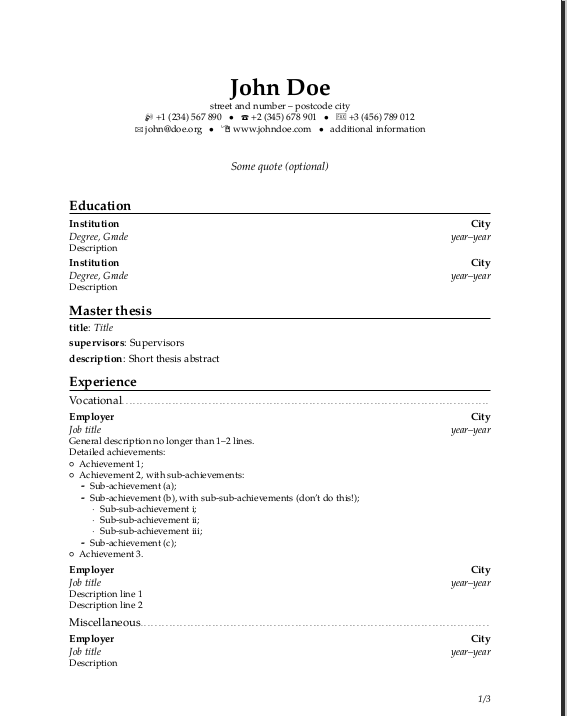 John Doe
street and number – postcode city
+1 (234) 567 890 • ☎ +2 (345) 678 901 • +3 (456) 789 012
✉ john@doe.org • www.johndoe.com • additional information
Some quote (optional)
Education
Institution City
Degree, Grade year–year
Description
Institution City
Degree, Grade year–year
Description
Master thesis
title: Title
supervisors: Supervisors
description: Short thesis abstract
Experience
Vocational
Employer City
Job title year–year
General description no longer than 1–2 lines.
Detailed achievements:
○ Achievement 1;
○ Achievement 2, with sub-achievements:
- Sub-achievement (a);
- Sub-achievement (b), with sub-sub-achievements (don't do this!);
· Sub-sub-achievement i;
· Sub-sub-achievement ii;
· Sub-sub-achievement iii;
- Sub-achievement (c);
○ Achievement 3.
Employer City
Job title year–year
Description line 1
Description line 2
Miscellaneous
Employer City
Job title year–year
Description
1/3